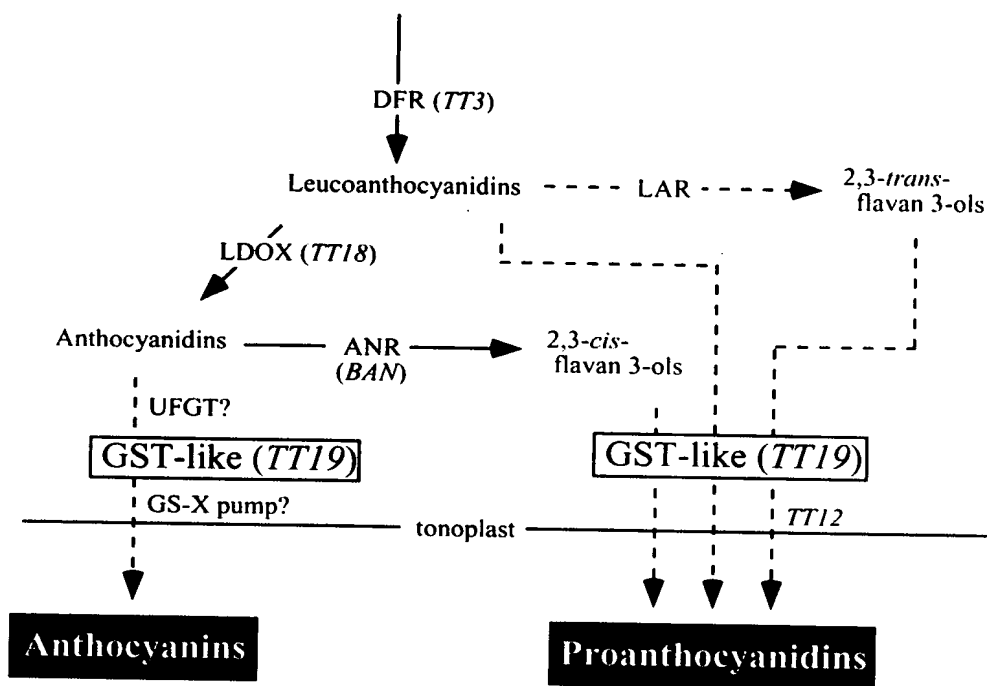 DFR (TT3)
Leucoanthocyanidins
LAR
2,3-trans-
flavan 3-ols
LDOX (TT18)
Anthocyanidins
ANR
(BAN)
2,3-cis-
flavan 3-ols
UFGT?
GST-like (TT19)
GST-like (TT19)
GS-X pump?
TT12
tonoplast
Anthocyanins
Proanthocyanidins